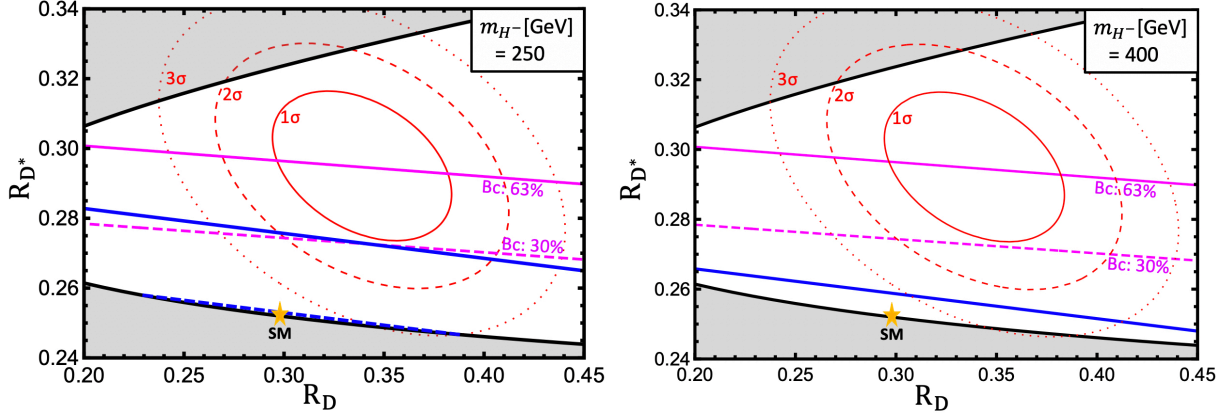 0.34
0.32
0.30
0.28
0.26
0.24
R_D*
3σ
2σ
1σ
m_H⁻[GeV]
= 250
Bc: 63%
Bc: 30%
SM
0.20
0.25
0.30
0.35
0.40
0.45
R_D
0.34
0.32
0.30
0.28
0.26
0.24
R_D*
3σ
2σ
1σ
m_H⁻[GeV]
= 400
Bc: 63%
Bc: 30%
SM
0.20
0.25
0.30
0.35
0.40
0.45
R_D